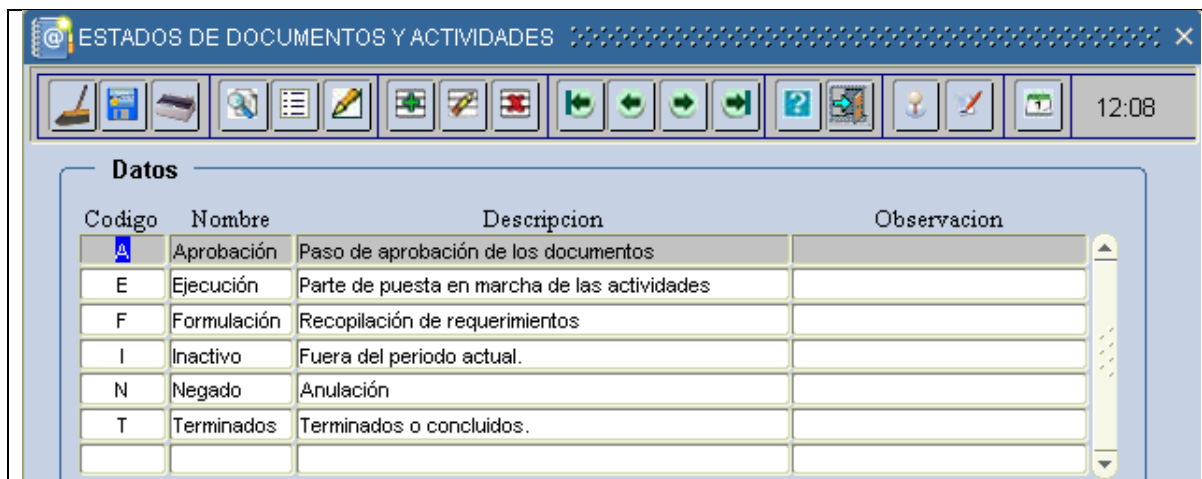 ESTADOS DE DOCUMENTOS Y ACTIVIDADES
12:08
Datos
Codigo Nombre Descripcion Observacion
A Aprobación Paso de aprobación de los documentos
E Ejecución Parte de puesta en marcha de las actividades
F Formulación Recopilación de requerimientos
I Inactivo Fuera del periodo actual.
N Negado Anulación
T Terminados Terminados o concluidos.